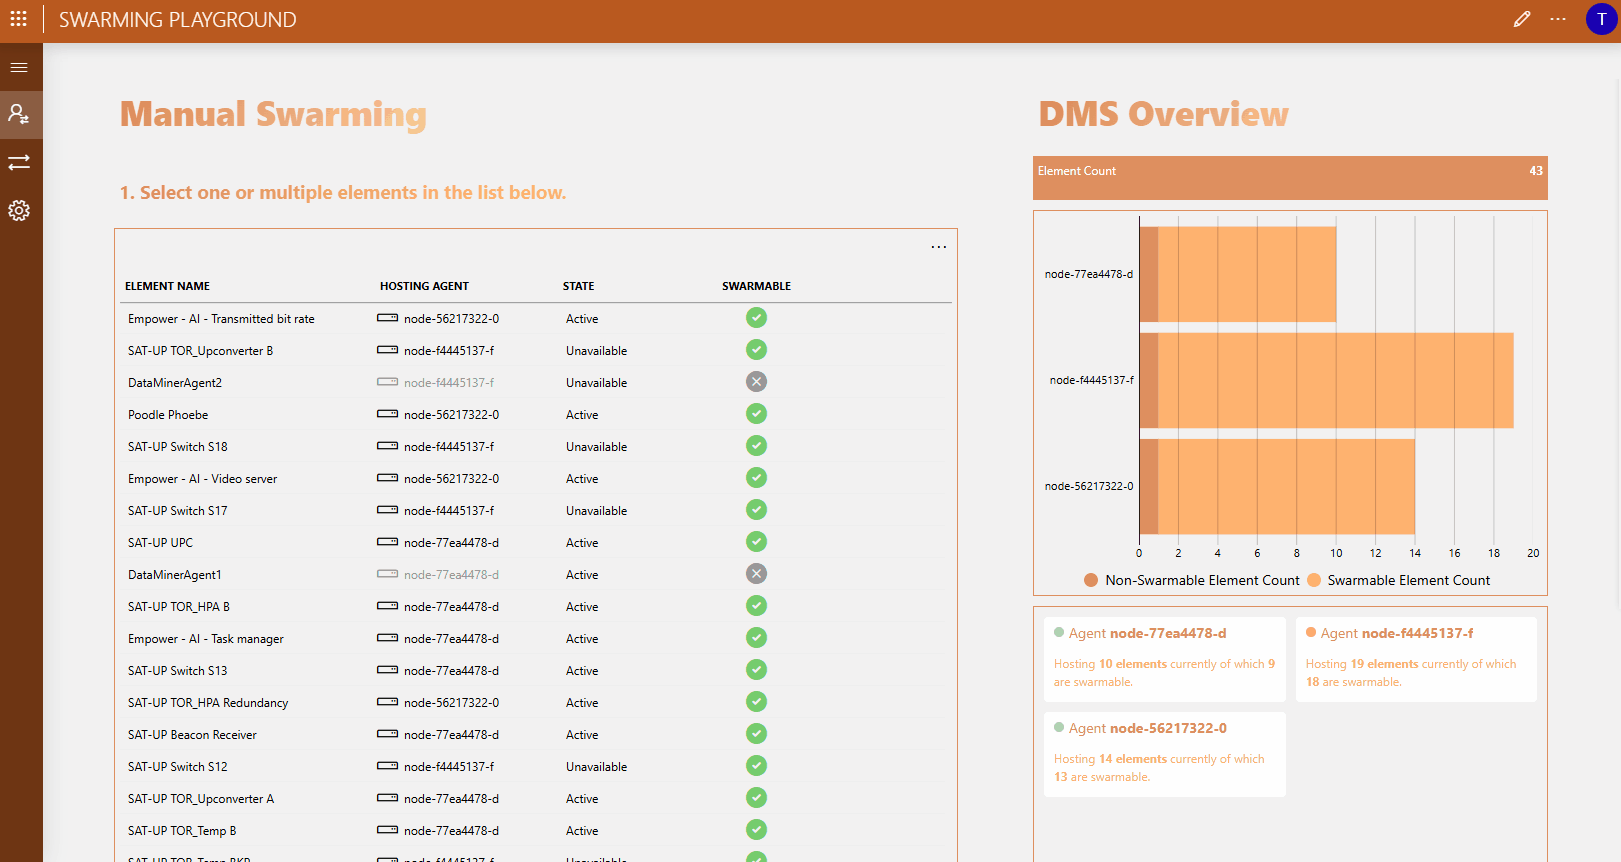 SWARMING PLAYGROUND
T
Manual Swarming
1. Select one or multiple elements in the list below.
ELEMENT NAME HOSTING AGENT STATE SWARMABLE
Empower - AI - Transmitted bit rate node-56217322-0 Active
SAT-UP TOR_Upconverter B node-f4445137-f Unavailable
DataMinerAgent2 node-f4445137-f Unavailable
Poodle Phoebe node-56217322-0 Active
SAT-UP Switch S18 node-f4445137-f Unavailable
Empower - AI - Video server node-56217322-0 Active
SAT-UP Switch S17 node-f4445137-f Unavailable
SAT-UP UPC node-77ea4478-d Active
DataMinerAgent1 node-77ea4478-d Active
SAT-UP TOR_HPA B node-77ea4478-d Active
Empower - AI - Task manager node-77ea4478-d Active
SAT-UP Switch S13 node-77ea4478-d Active
SAT-UP TOR_HPA Redundancy node-56217322-0 Active
SAT-UP Beacon Receiver node-77ea4478-d Active
SAT-UP Switch S12 node-f4445137-f Unavailable
SAT-UP TOR_Upconverter A node-77ea4478-d Active
SAT-UP TOR_Temp B node-77ea4478-d Active
SAT-UP TOR_Temp BKP node-f4445137-f Unavailable
DMS Overview
Element Count 43
node-77ea4478-d
node-f4445137-f
node-56217322-0
0 2 4 6 8 10 12 14 16 18 20
Non-Swarmable Element Count Swarmable Element Count
Agent node-77ea4478-d
Hosting 10 elements currently of which 9
are swarmable.
Agent node-f4445137-f
Hosting 19 elements currently of which
18 are swarmable.
Agent node-56217322-0
Hosting 14 elements currently of which
13 are swarmable.